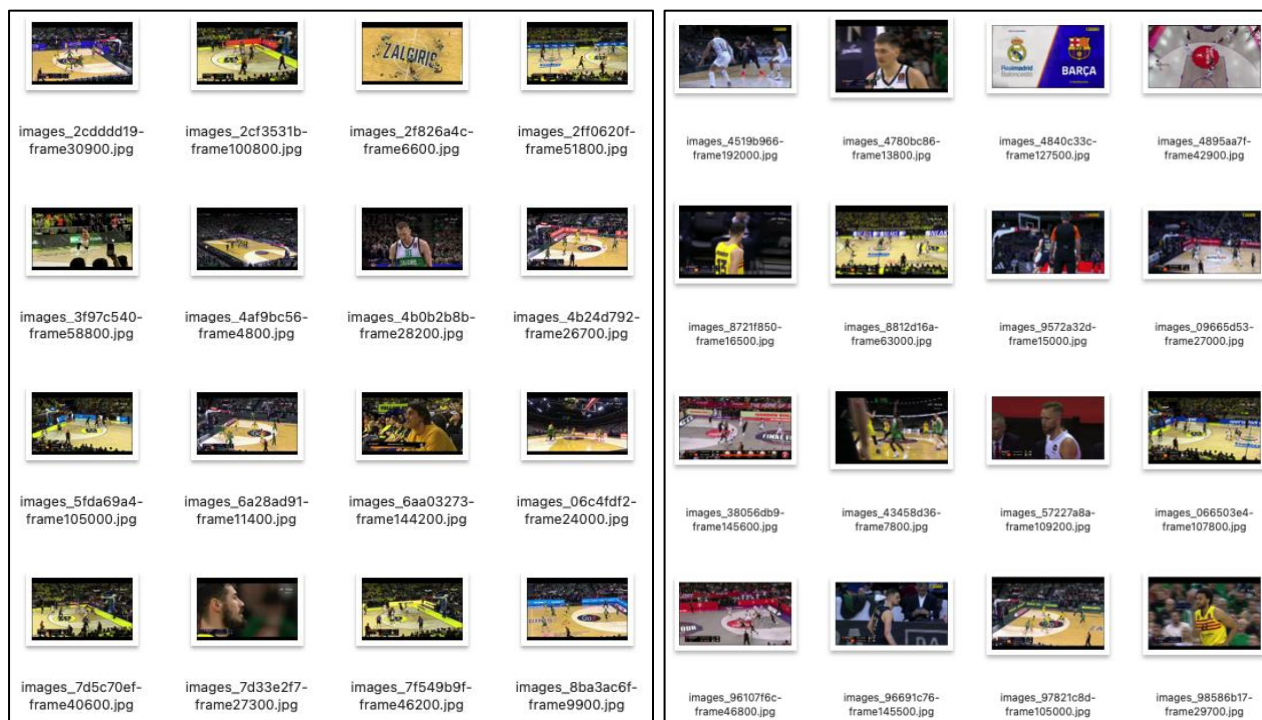 ZALGIRIS
images_2cdddd19-
frame30900.jpg
images_2cf3531b-
frame100800.jpg
images_2f826a4c-
frame6600.jpg
images_2ff0620f-
frame51800.jpg
images_3f97c540-
frame58800.jpg
images_4af9bc56-
frame4800.jpg
images_4b0b2b8b-
frame28200.jpg
images_4b24d792-
frame26700.jpg
images_5fda69a4-
frame105000.jpg
images_6a28ad91-
frame11400.jpg
images_6aa03273-
frame144200.jpg
images_06c4fdf2-
frame24000.jpg
images_7d5c70ef-
frame40600.jpg
images_7d33e2f7-
frame27300.jpg
images_7f549b9f-
frame46200.jpg
images_8ba3ac6f-
frame9900.jpg
Realmadrid
Baloncesto
BARÇA
images_4519b966-
frame192000.jpg
images_4780bc86-
frame13800.jpg
images_4840c33c-
frame127500.jpg
images_4895aa7f-
frame42900.jpg
images_8721f850-
frame16500.jpg
images_8812d16a-
frame63000.jpg
images_9572a32d-
frame15000.jpg
images_09665d53-
frame27000.jpg
images_38056db9-
frame145600.jpg
images_43458d36-
frame7800.jpg
images_57227a8a-
frame109200.jpg
images_066503e4-
frame107800.jpg
images_96107f6c-
frame46800.jpg
images_96691c76-
frame145500.jpg
images_97821c8d-
frame105000.jpg
images_98586b17-
frame29700.jpg